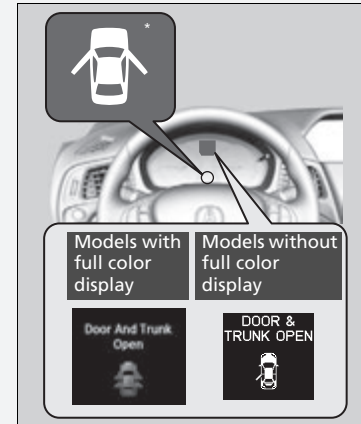 *
Models with
full color
display
Models without
full color
display
Door And Trunk
Open
DOOR &
TRUNK OPEN